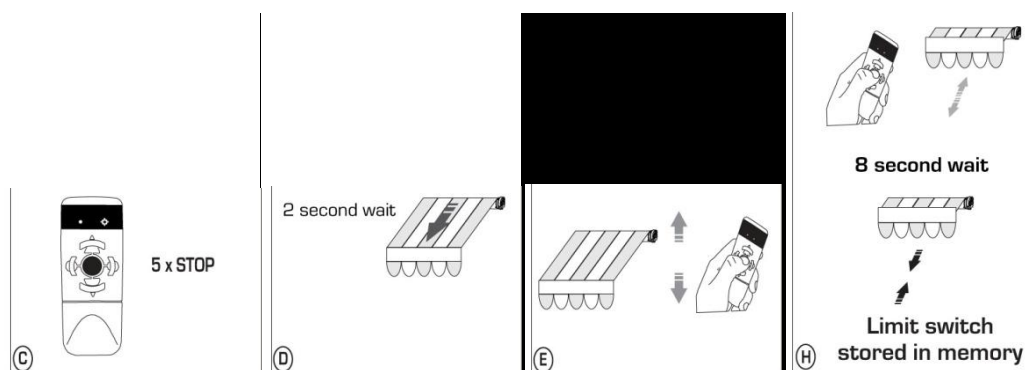 5 x STOP
C
2 second wait
D
E
8 second wait
Limit switch
stored in memory
H